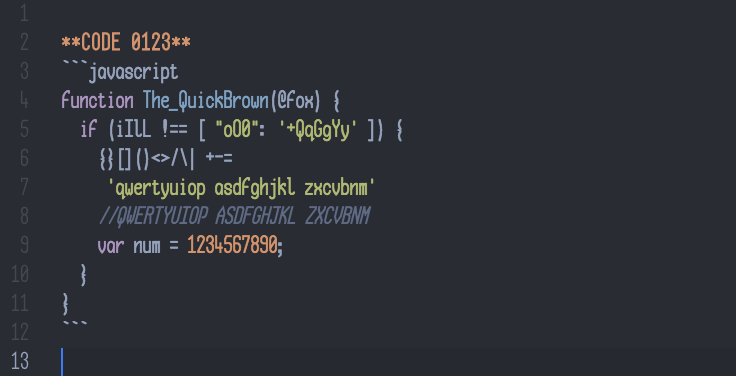 1
2 **CODE 0123**
3 ```javascript
4 function The_QuickBrown(@fox) {
5   if (iIlL !== [ "oO0": '+QqGgYy' ]) {
6     {}[]()<>/\| +-=
7      'qwertyuiop asdfghjkl zxcvbnm'
8     //QWERTYUIOP ASDFGHJKL ZXCVBNM
9     var num = 1234567890;
10   }
11 }
12 ```
13